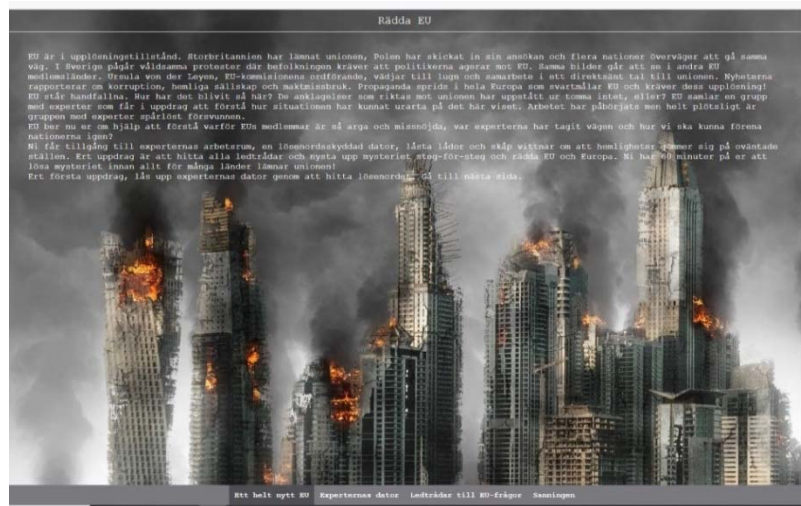 Rädda EU
EU är i upplösningstillstånd. Storbritannien har lämnat unionen, Polen har skickat in sin ansökan och flera nationer överväger att gå samma
väg. I Sverige pågår våldsamma protester där befolkningen kräver att politikerna agerar mot EU. Samma bilder går att se i andra EU
medlemsländer. Ursula von der Leyen, EU-kommissionens ordförande, vädjar till lugn och samarbete i ett direktsänt tal till unionen. Nyheterna
rapporterar om korruption, hemliga sällskap och maktmissbruk. Propaganda sprids i hela Europa som svartmålar EU och kräver dess upplösning!
EU står handfallna. Hur har det blivit så här? De anklagelser som riktas mot unionen är ju tomma intet, eller? EU samlar en grupp
med experter som får i uppdrag att förstå hur situationen har kunnat urarta på det här viset. Arbetet har påbörjats men helt plötsligt är
gruppen med experter spårlöst försvunnen.
EU ber nu er om hjälp att förstå varför EUs medlemmar är så arga och missnöjda, var experterna har tagit vägen och hur vi ska kunna förena
nationerna igen?
Ni får tillgång till experternas arbetsrum, en lösenordsskyddad dator, låsta lådor och skåp vittnar om att hemligheter gömmer sig på oväntade
ställen. Ert uppdrag är att hitta alla ledtrådar och nysta upp mysteriet steg-för-steg och rädda EU och Europa. Ni har 60 minuter på er att
lösa mysteriet innan allt för många länder lämnar unionen!
Ert första uppdrag, lås upp experternas dator genom att hitta lösenordet. Gå till nästa sida.
Ett helt nytt EU Experternas dator Ledtrådar till EU-frågor Sanningen